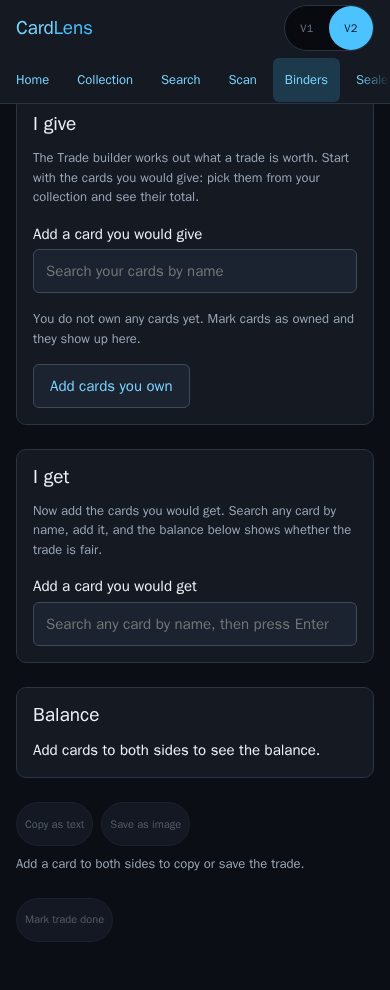 CardLens
V1
V2
Home
Collection
Search
Scan
Binders
Seale
I give
The Trade builder works out what a trade is worth. Start
with the cards you would give: pick them from your
collection and see their total.
Add a card you would give
Search your cards by name
You do not own any cards yet. Mark cards as owned and
they show up here.
Add cards you own
I get
Now add the cards you would get. Search any card by
name, add it, and the balance below shows whether the
trade is fair.
Add a card you would get
Search any card by name, then press Enter
Balance
Add cards to both sides to see the balance.
Copy as text
Save as image
Add a card to both sides to copy or save the trade.
Mark trade done